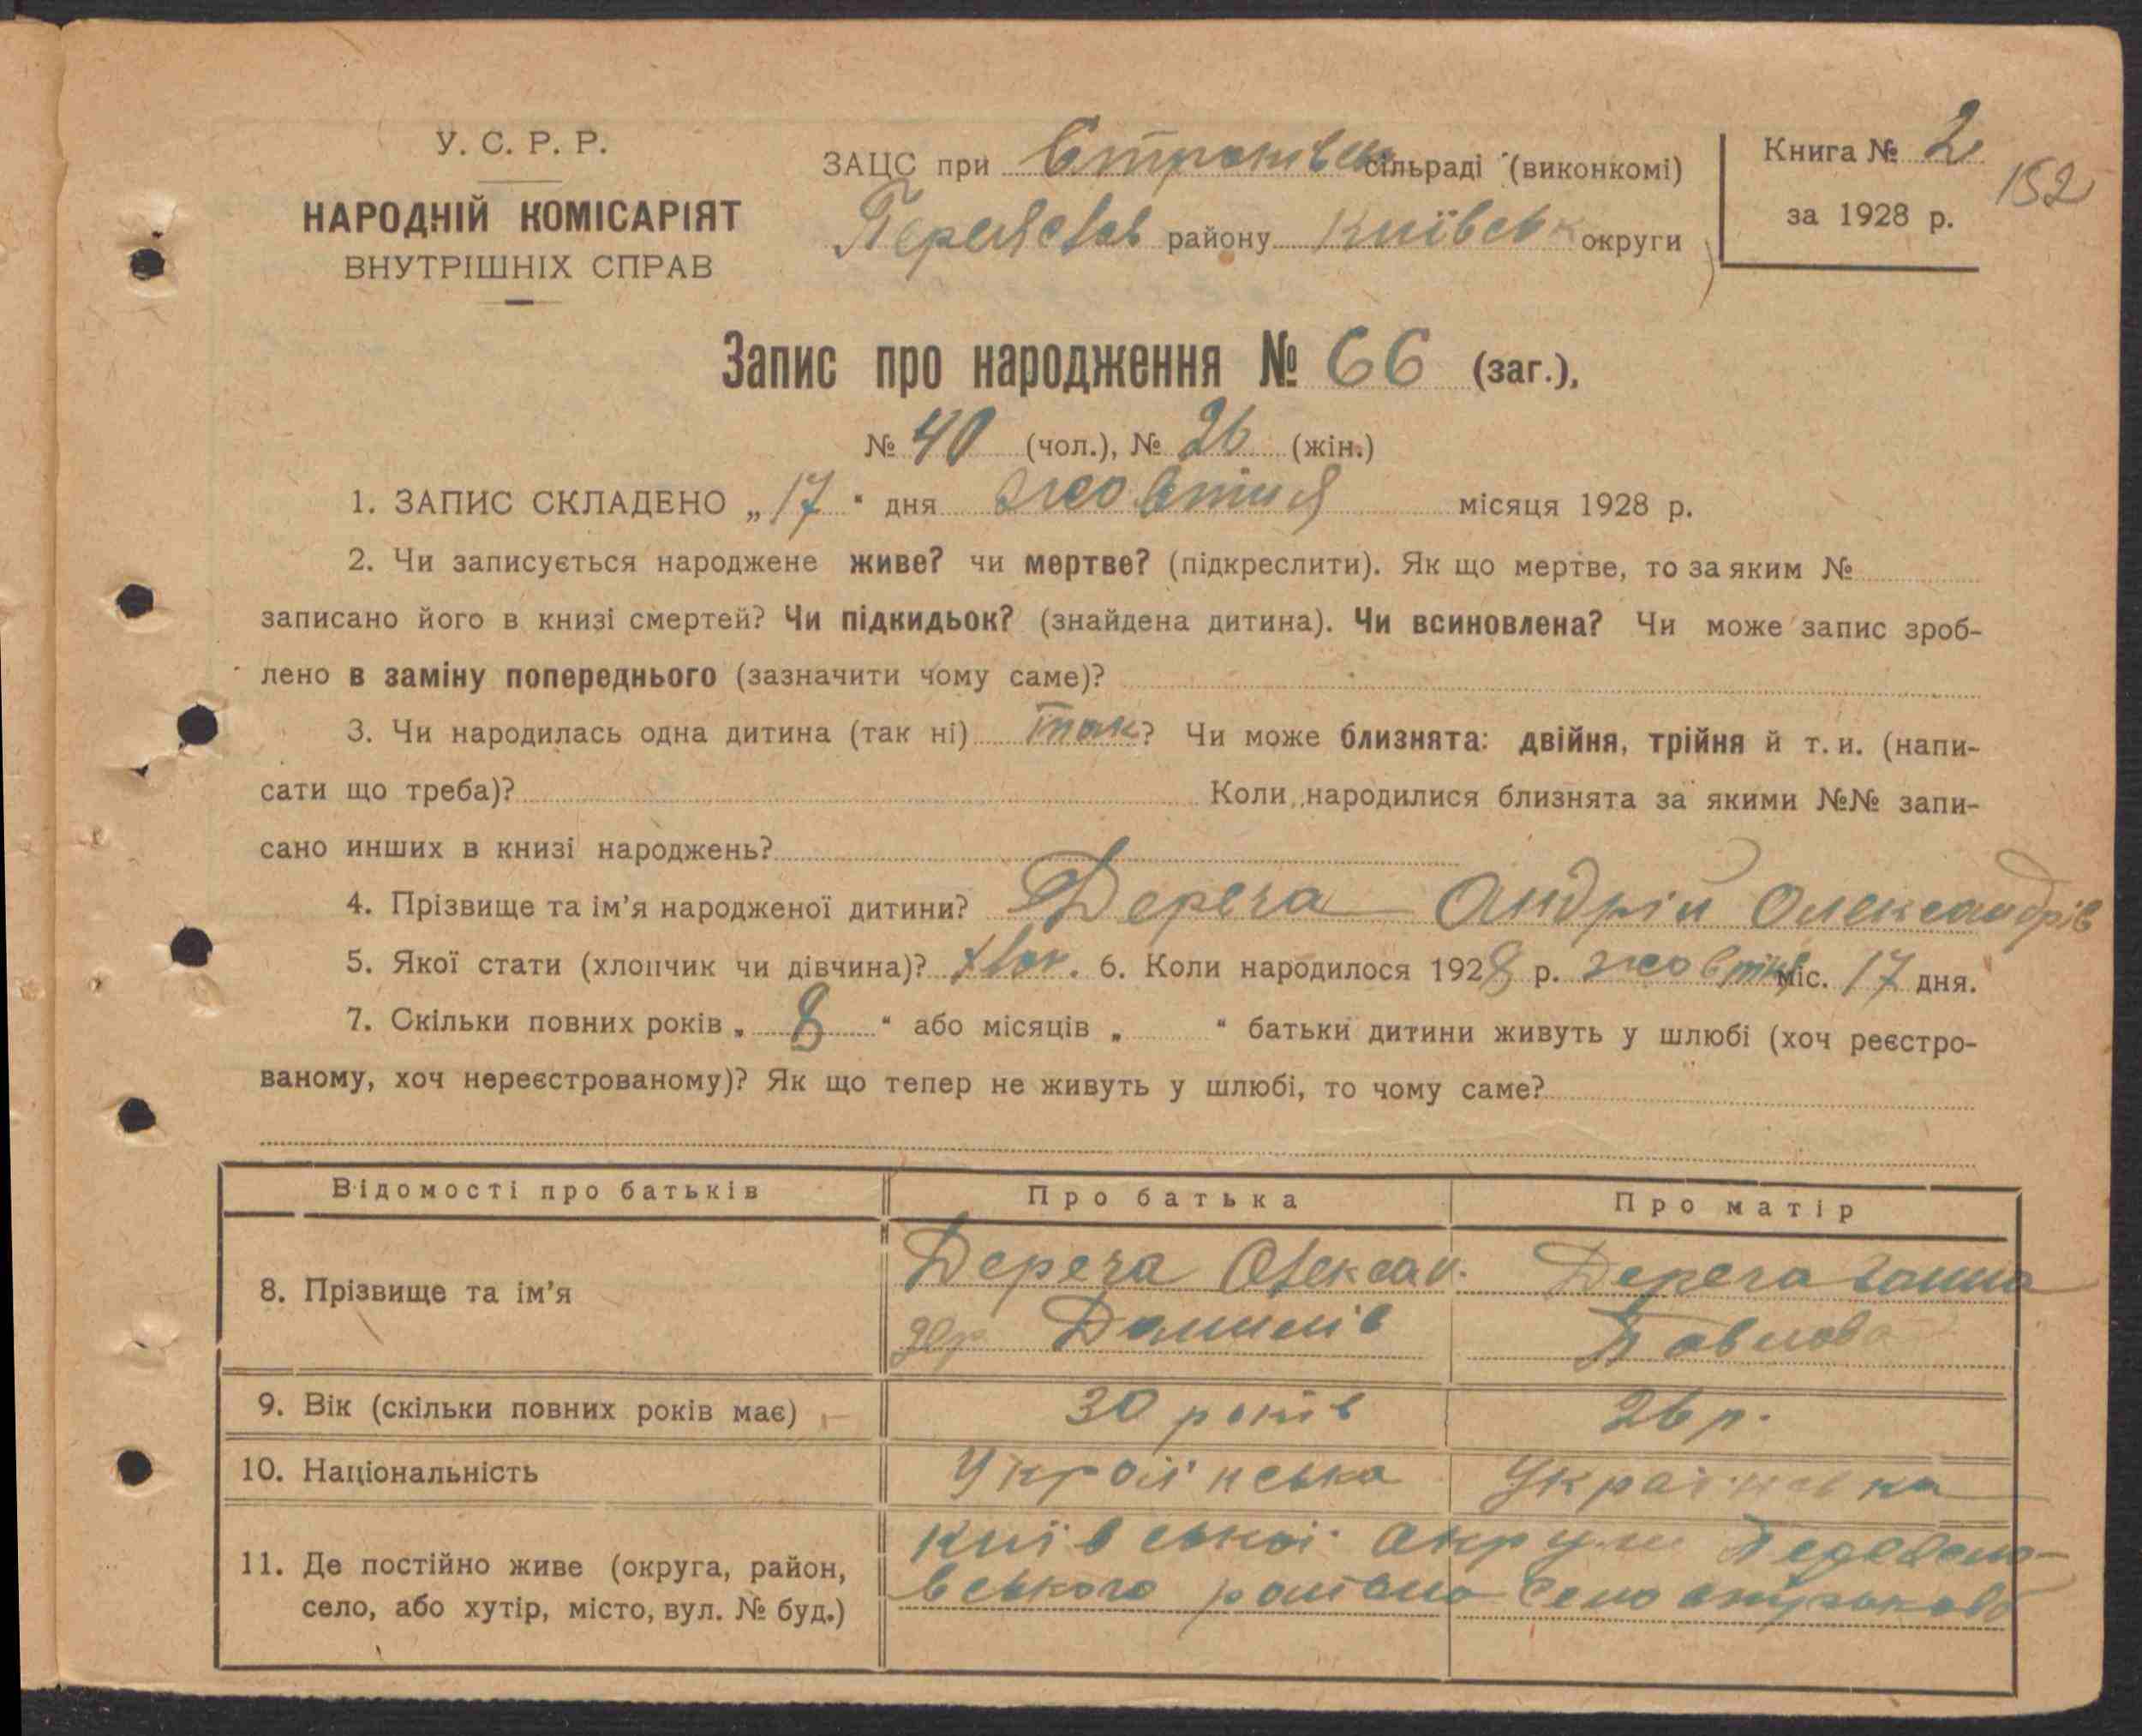 У. С. Р. Р.
НАРОДНІЙ КОМІСАРІЯТ
ВНУТРІШНІХ СПРАВ
ЗАЦС при Строківськ сільраді (виконкомі)
Переяслав району Київськ округи
Книга № 2
за 1928 р.
152
Запис про народження № 66 (заг.),
№ 40 (чол.), № 26 (жін.)
1. ЗАПИС СКЛАДЕНО „17“ дня жовтня місяця 1928 р.
2. Чи записується народжене живе? чи мертве? (підкреслити). Як що мертве, то за яким №
записано його в книзі смертей? Чи підкидьок? (знайдена дитина). Чи всиновлена? Чи може запис зроб-
лено в заміну попереднього (зазначити чому саме)?
3. Чи народилась одна дитина (так ні) так? Чи може близнята: двійня, трійня й т. и. (напи-
сати що треба)? Коли народилися близнята за якими №№ запи-
сано инших в книзі народжень?
4. Прізвище та ім’я народженої дитини? Дереча Андрій Олександрів
5. Якої стати (хлопчик чи дівчина)? хлоп. 6. Коли народилося 1928 р. жовтня міс. 17 дня.
7. Скільки повних років „ 8 “ або місяців „ “ батьки дитини живуть у шлюбі (хоч реєстро-
ваному, хоч нереєстрованому)? Як що тепер не живуть у шлюбі, то чому саме?
Відомості про батьків Про батька Про матір
8. Прізвище та ім’я Дереча Олексан. Дереча Ганна
др Данилів Павлова
9. Вік (скільки повних років має) 30 років 26 р.
10. Національність Українська Українська
11. Де постійно живе (округа, район, Київської округи
село, або хутір, місто, вул. № буд.) вського району село